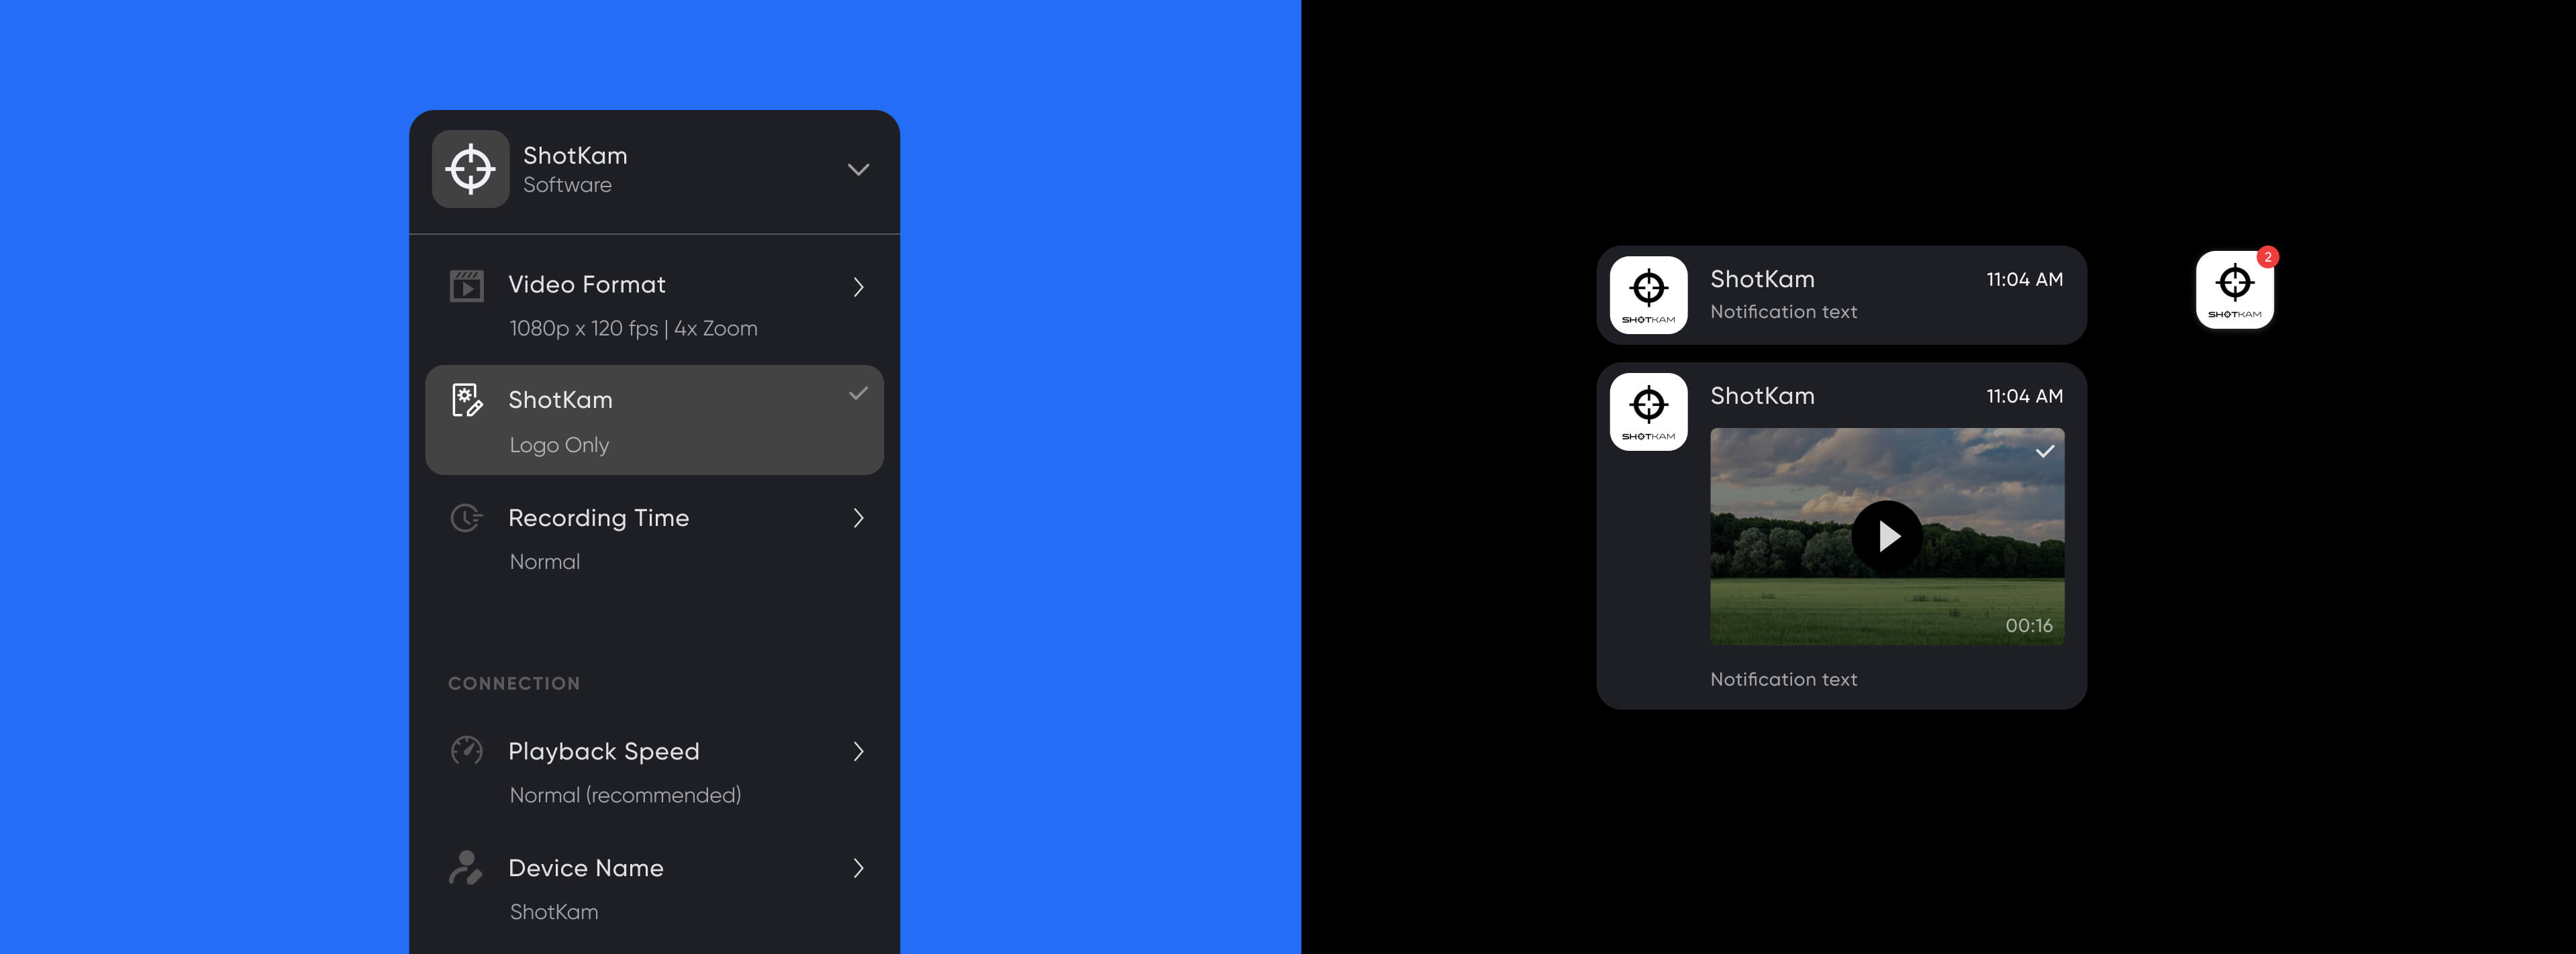 ShotKam
Software
Video Format
1080p x 120 fps | 4x Zoom
ShotKam
Logo Only
Recording Time
Normal
CONNECTION
Playback Speed
Normal (recommended)
Device Name
ShotKam
ShotKam
11:04 AM
Notification text
SHOTKAM
ShotKam
11:04 AM
SHOTKAM
00:16
Notification text
2
SHOTKAM